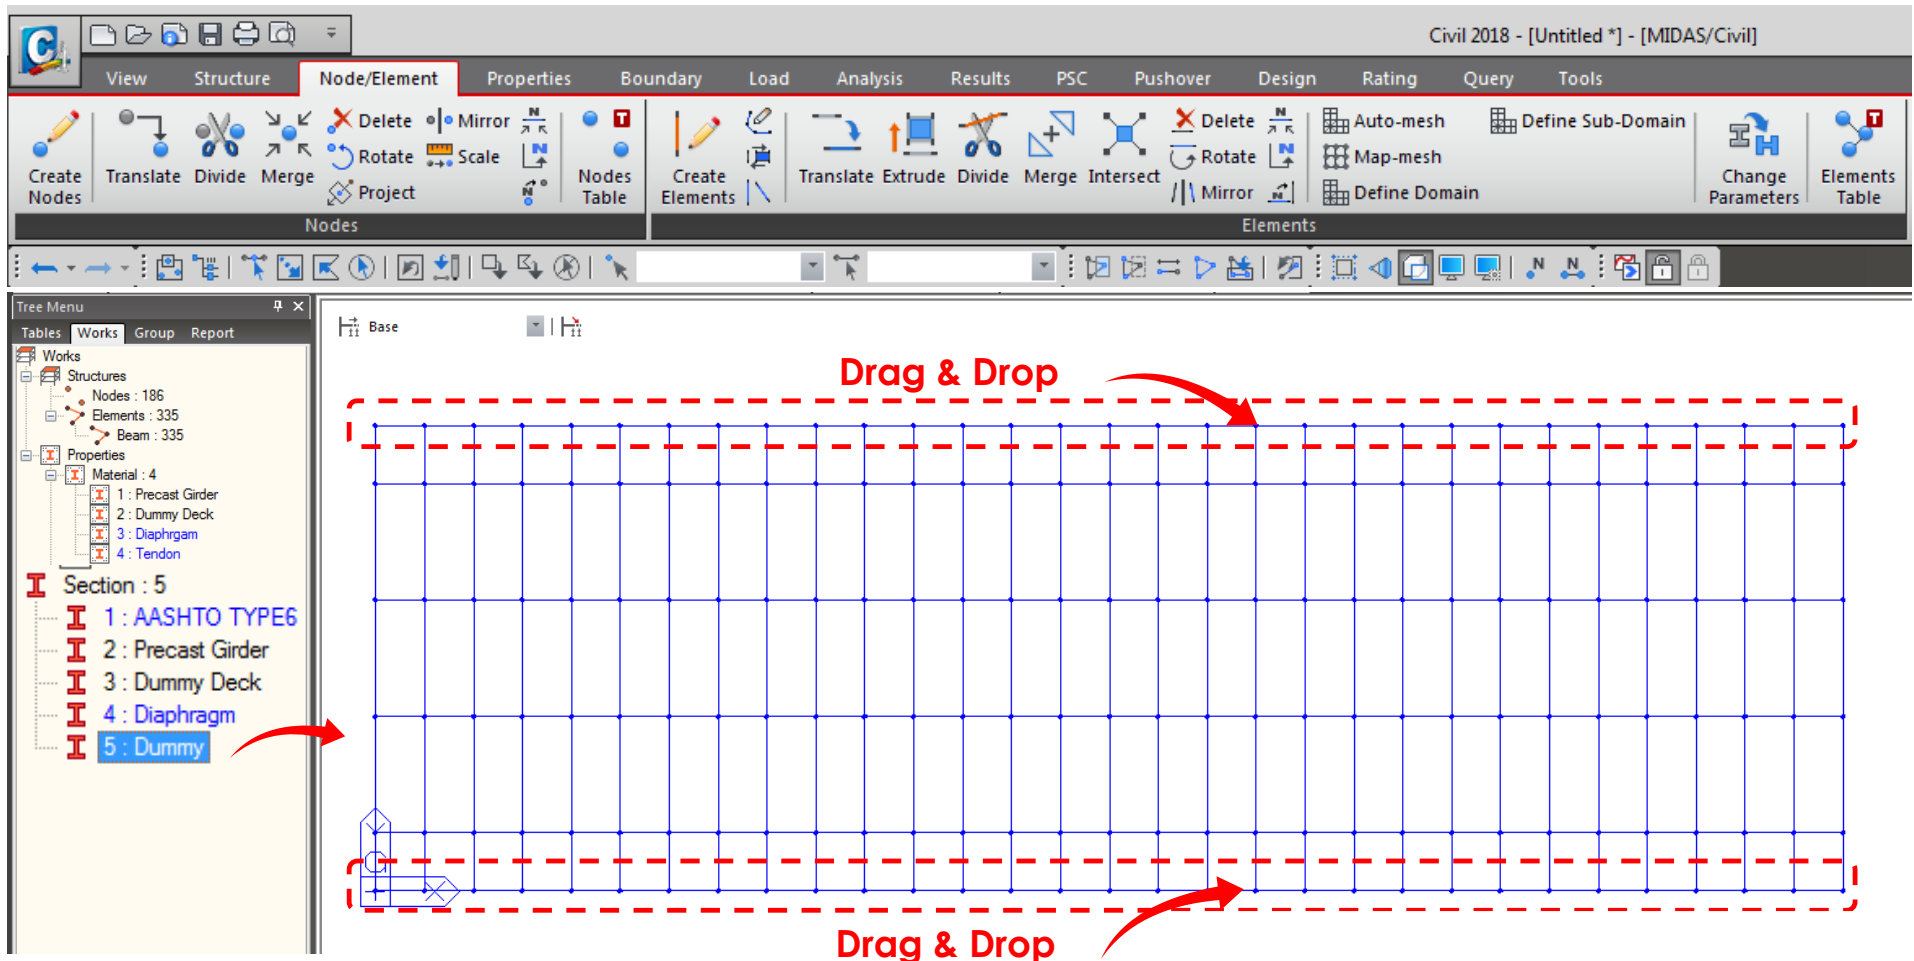 Civil 2018 - [Untitled *] - [MIDAS/Civil]
View Structure Node/Element Properties Boundary Load Analysis Results PSC Pushover Design Rating Query Tools
Create Nodes
Translate
Divide
Merge
Delete
Rotate
Project
Mirror
Scale
Nodes Table
Nodes
Create Elements
Translate
Extrude
Divide
Merge
Intersect
Delete
Rotate
Mirror
Auto-mesh
Map-mesh
Define Domain
Define Sub-Domain
Change Parameters
Elements Table
Elements
Tree Menu
Tables Works Group Report
Works
Structures
Nodes : 186
Elements : 335
Beam : 335
Properties
Material : 4
1 : Precast Girder
2 : Dummy Deck
3 : Diaphrgam
4 : Tendon
Section : 5
1 : AASHTO TYPE6
2 : Precast Girder
3 : Dummy Deck
4 : Diaphragm
5 : Dummy
Base
Drag & Drop
Drag & Drop